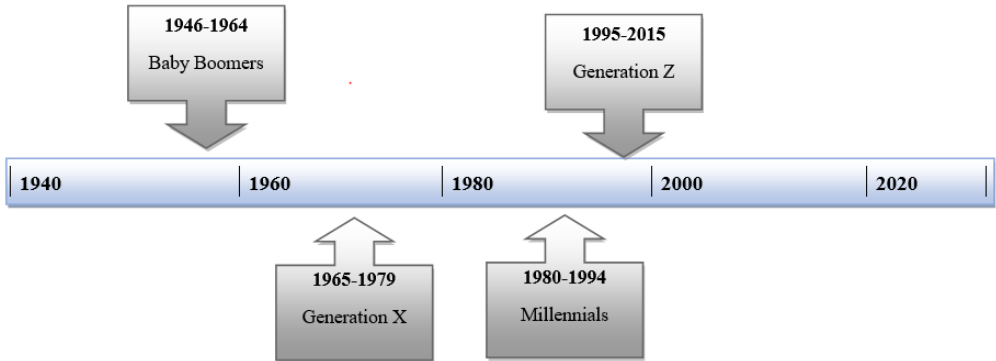 1946-1964
Baby Boomers
1995-2015
Generation Z
1940
1960
1980
2000
2020
1965-1979
Generation X
1980-1994
Millennials